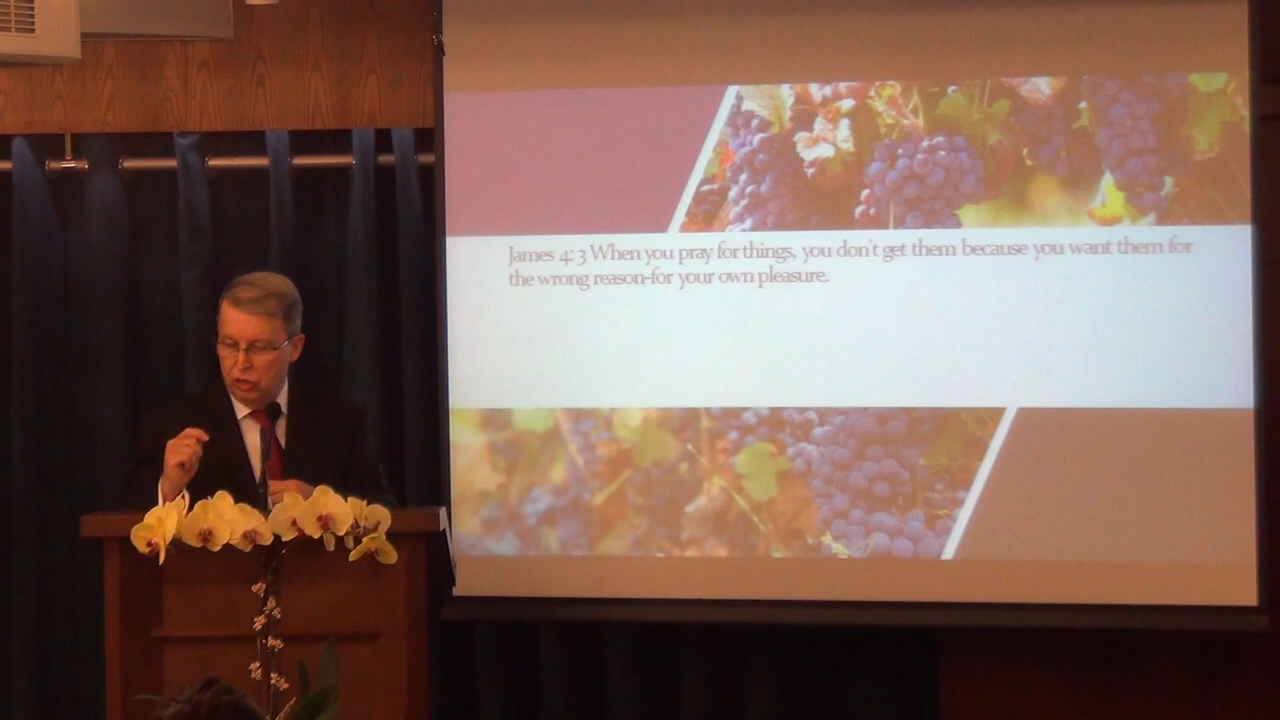 James 4: 3 When you pray for things, you don't get them because you want them for
the wrong reason-for your own pleasure.